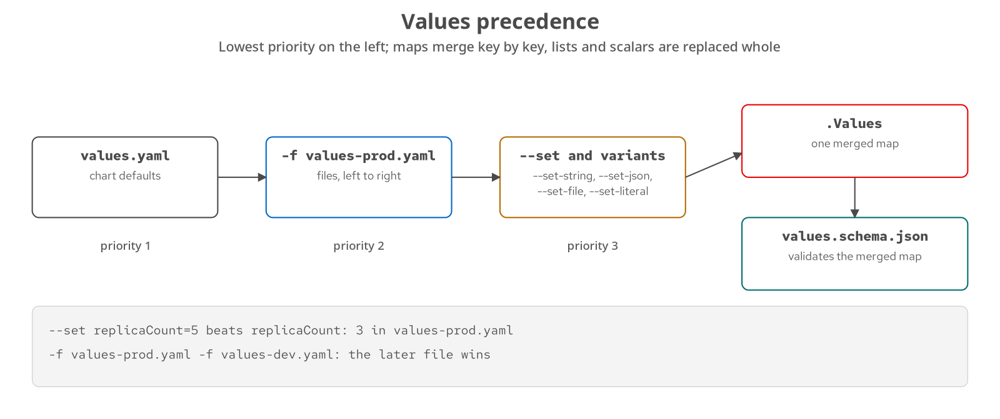 Values precedence
Lowest priority on the left; maps merge key by key, lists and scalars are replaced whole
values.yaml
chart defaults
priority 1
-f values-prod.yaml
files, left to right
priority 2
--set and variants
--set-string, --set-json,
--set-file, --set-literal
priority 3
.Values
one merged map
values.schema.json
validates the merged map
--set replicaCount=5 beats replicaCount: 3 in values-prod.yaml
-f values-prod.yaml -f values-dev.yaml: the later file wins